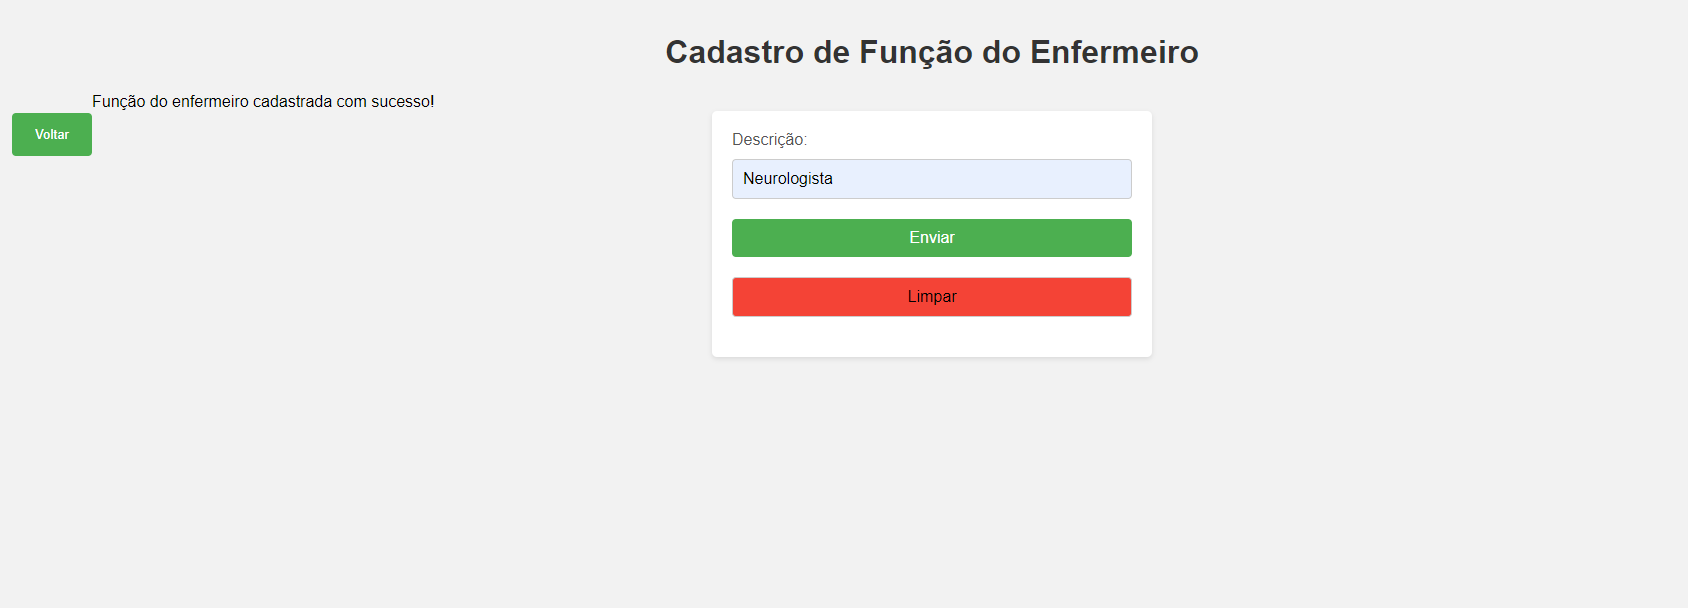 Cadastro de Função do Enfermeiro
Função do enfermeiro cadastrada com sucesso!
Voltar
Descrição:
Neurologista
Enviar
Limpar